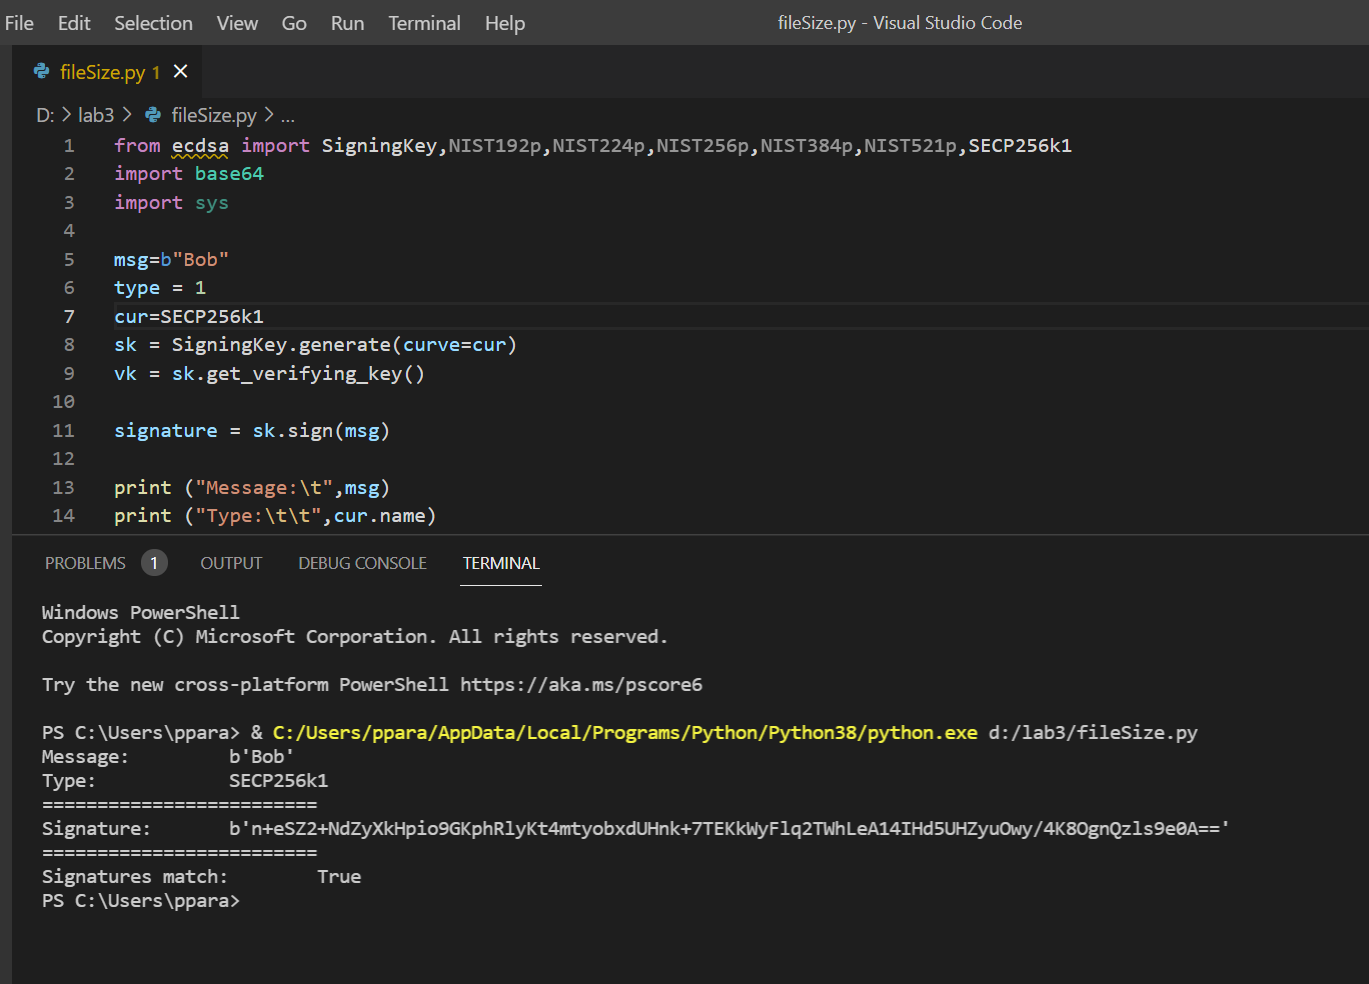 File Edit Selection View Go Run Terminal Help fileSize.py - Visual Studio Code
fileSize.py 1
D: > lab3 > fileSize.py > ...
1 from ecdsa import SigningKey,NIST192p,NIST224p,NIST256p,NIST384p,NIST521p,SECP256k1
2 import base64
3 import sys
4
5 msg=b"Bob"
6 type = 1
7 cur=SECP256k1
8 sk = SigningKey.generate(curve=cur)
9 vk = sk.get_verifying_key()
10
11 signature = sk.sign(msg)
12
13 print ("Message:\t",msg)
14 print ("Type:\t\t",cur.name)
PROBLEMS 1 OUTPUT DEBUG CONSOLE TERMINAL
Windows PowerShell
Copyright (C) Microsoft Corporation. All rights reserved.
Try the new cross-platform PowerShell https://aka.ms/pscore6
PS C:\Users\ppara> & C:/Users/ppara/AppData/Local/Programs/Python/Python38/python.exe d:/lab3/fileSize.py
Message: b'Bob'
Type: SECP256k1
=========================
Signature: b'n+eSZ2+NdZyXkHpio9GKphRlyKt4mtyobxdUHnk+7TEKkWyFlq2TWhLeA14IHd5UHZyuOwy/4K8OgnQzls9e0A=='
=========================
Signatures match: True
PS C:\Users\ppara>